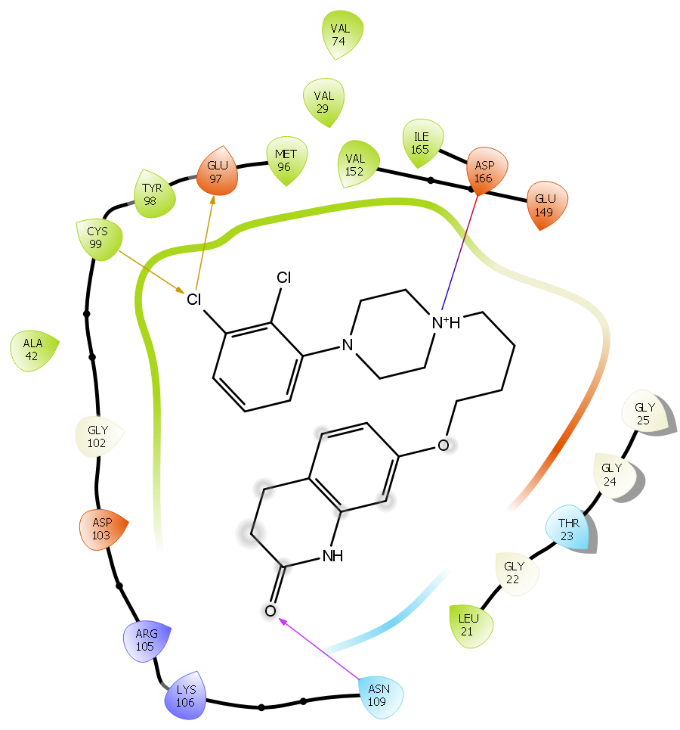 VAL
74
VAL
29
ILE
165
MET
96
VAL
152
GLU
97
ASP
166
TYR
98
GLU
149
CYS
99
Cl
Cl
N⁺H
N
ALA
42
GLY
25
GLY
102
O
GLY
24
ASP
103
THR
23
NH
GLY
22
O
LEU
21
ARG
105
LYS
106
ASN
109